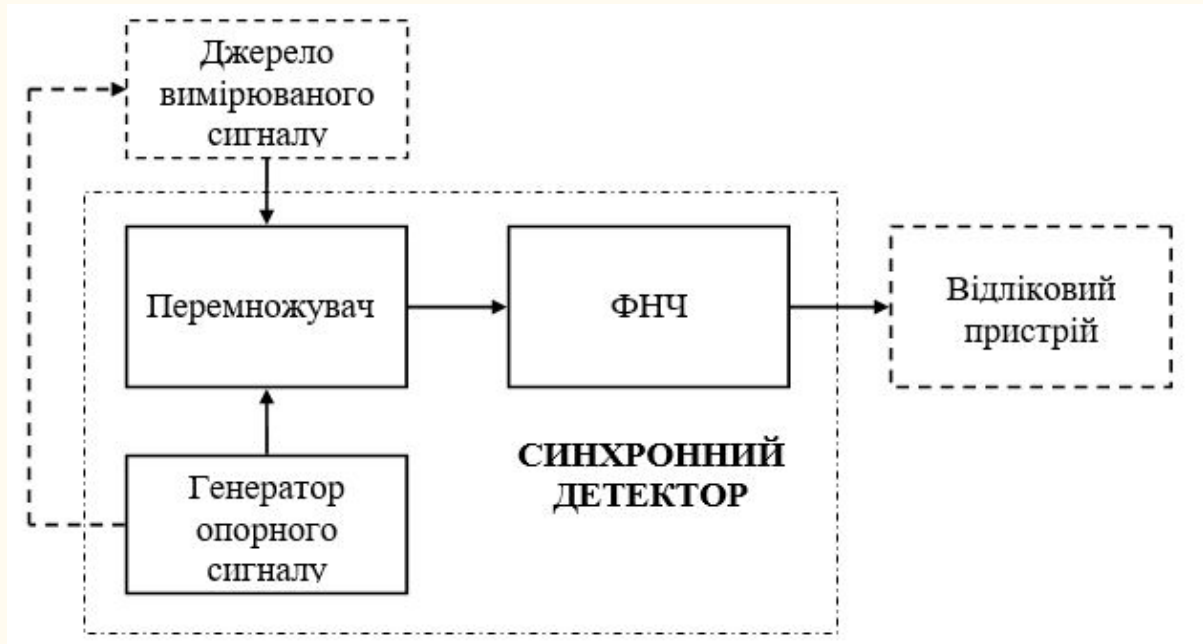 Джерело
вимірюваного
сигналу
Перемножувач
ФНЧ
Відліковий
пристрій
СИНХРОННИЙ
ДЕТЕКТОР
Генератор
опорного
сигналу